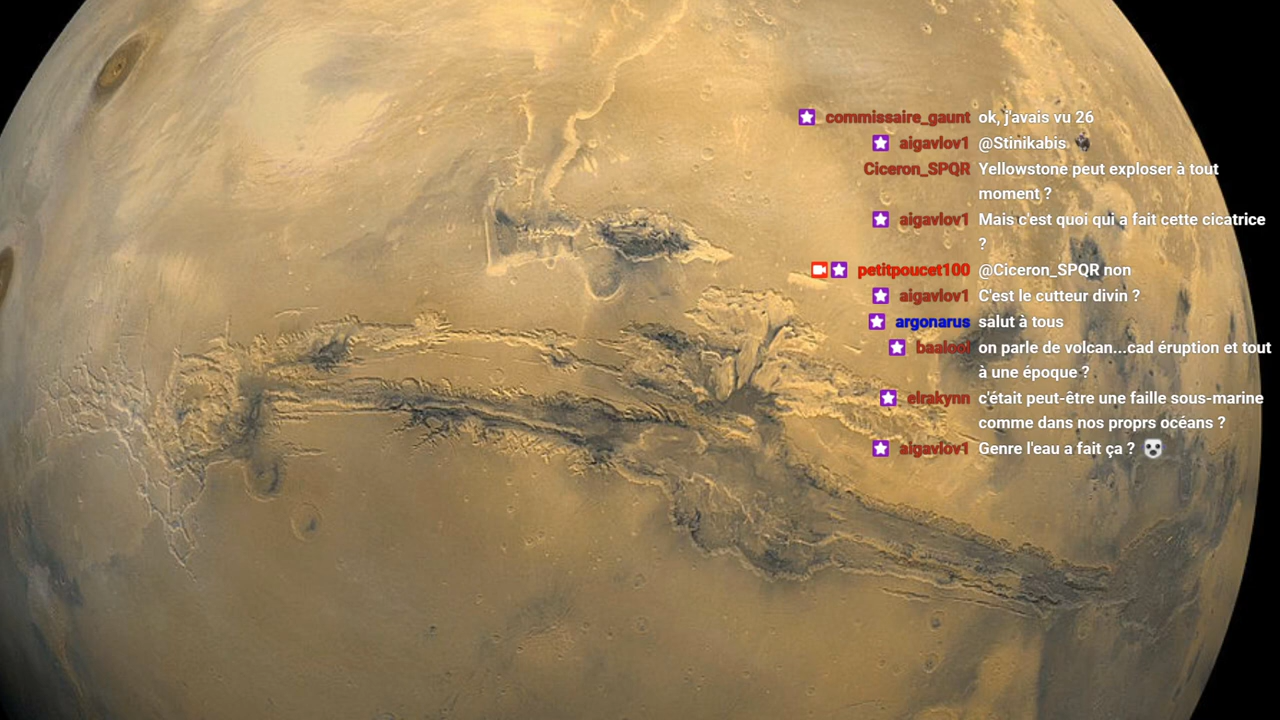 commissaire_gaunt ok, j'avais vu 26
aigavlov1 @Stinikabis
Ciceron_SPQR Yellowstone peut exploser à tout
moment ?
aigavlov1 Mais c'est quoi qui a fait cette cicatrice
?
petitpoucet100 @Ciceron_SPQR non
aigavlov1 C'est le cutteur divin ?
argonarus salut à tous
on parle de volcan...cad éruption et tout
à une époque ?
elrakynn c'était peut-être une faille sous-marine
comme dans nos proprs océans ?
aigavlov1 Genre l'eau a fait ça ?